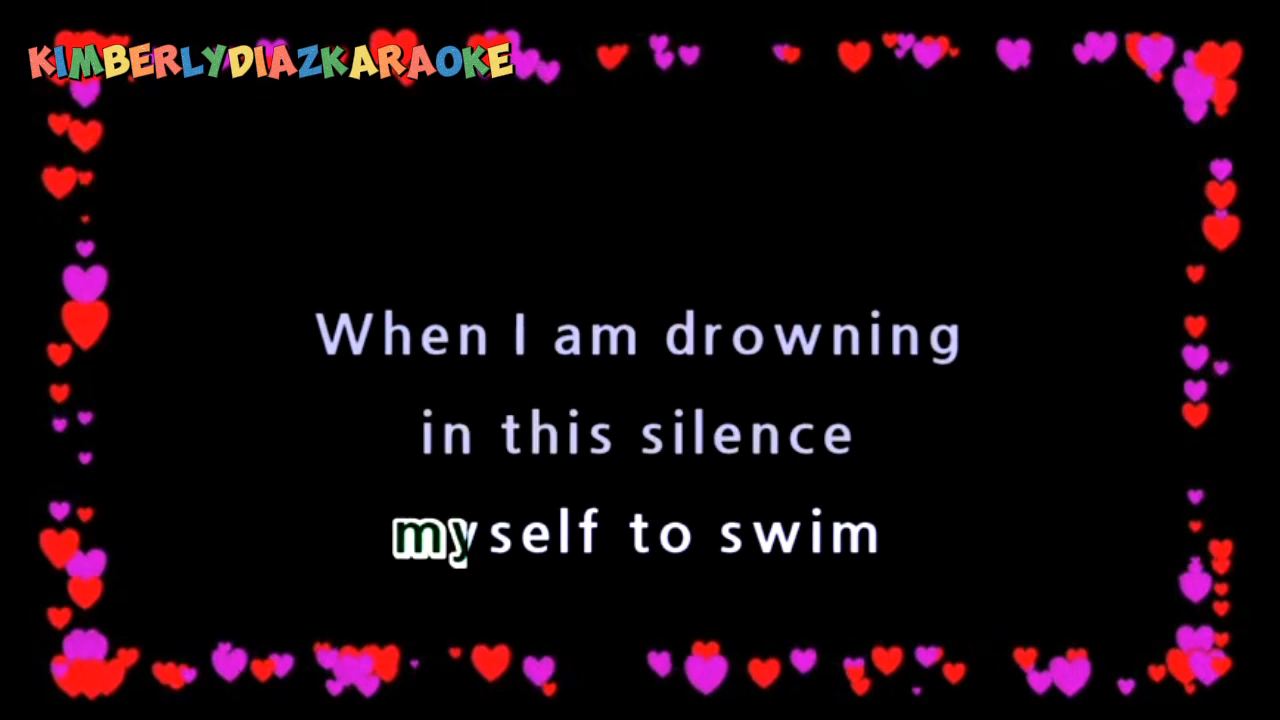 KIMBERLYDIAZKARAOKE
When I am drowning
in this silence
myself to swim